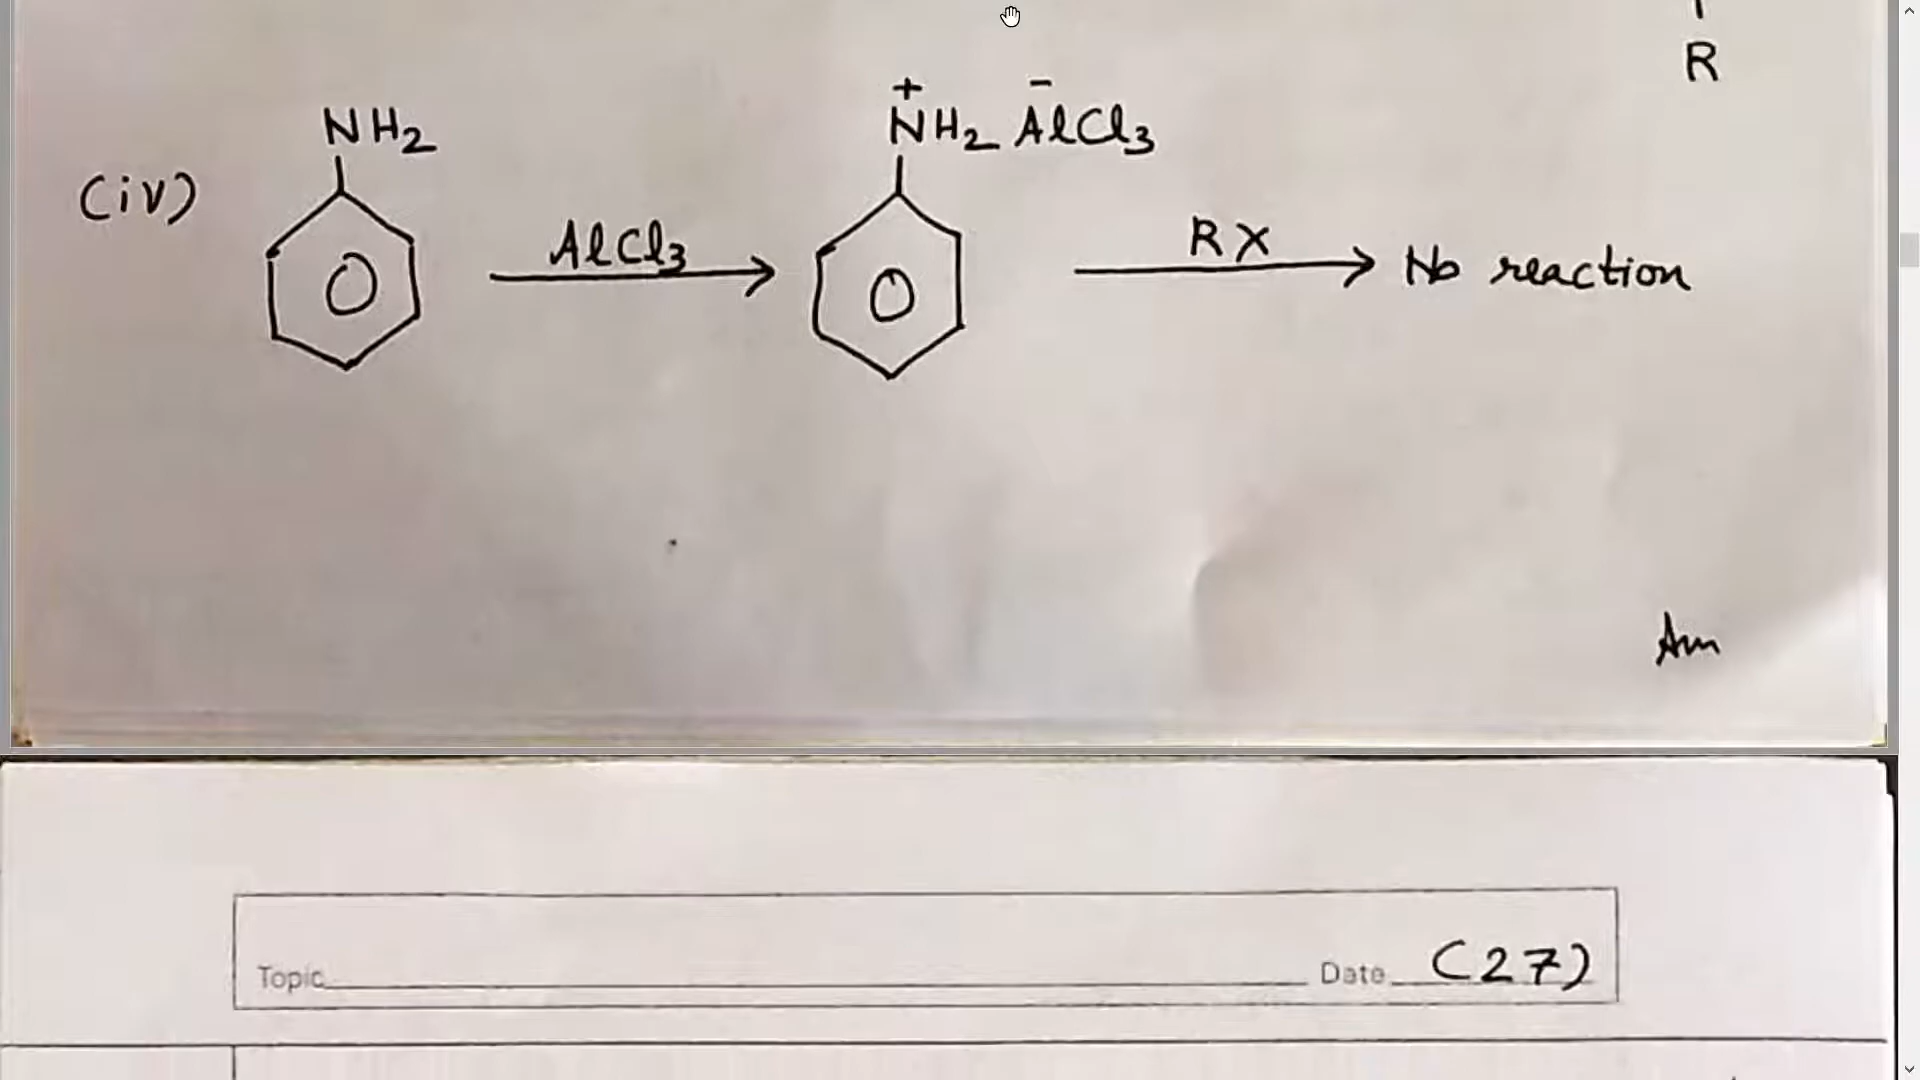 R
NH2
+ -
NH2 AlCl3
(iv)
AlCl3
RX
No reaction
Topic
Date (27)